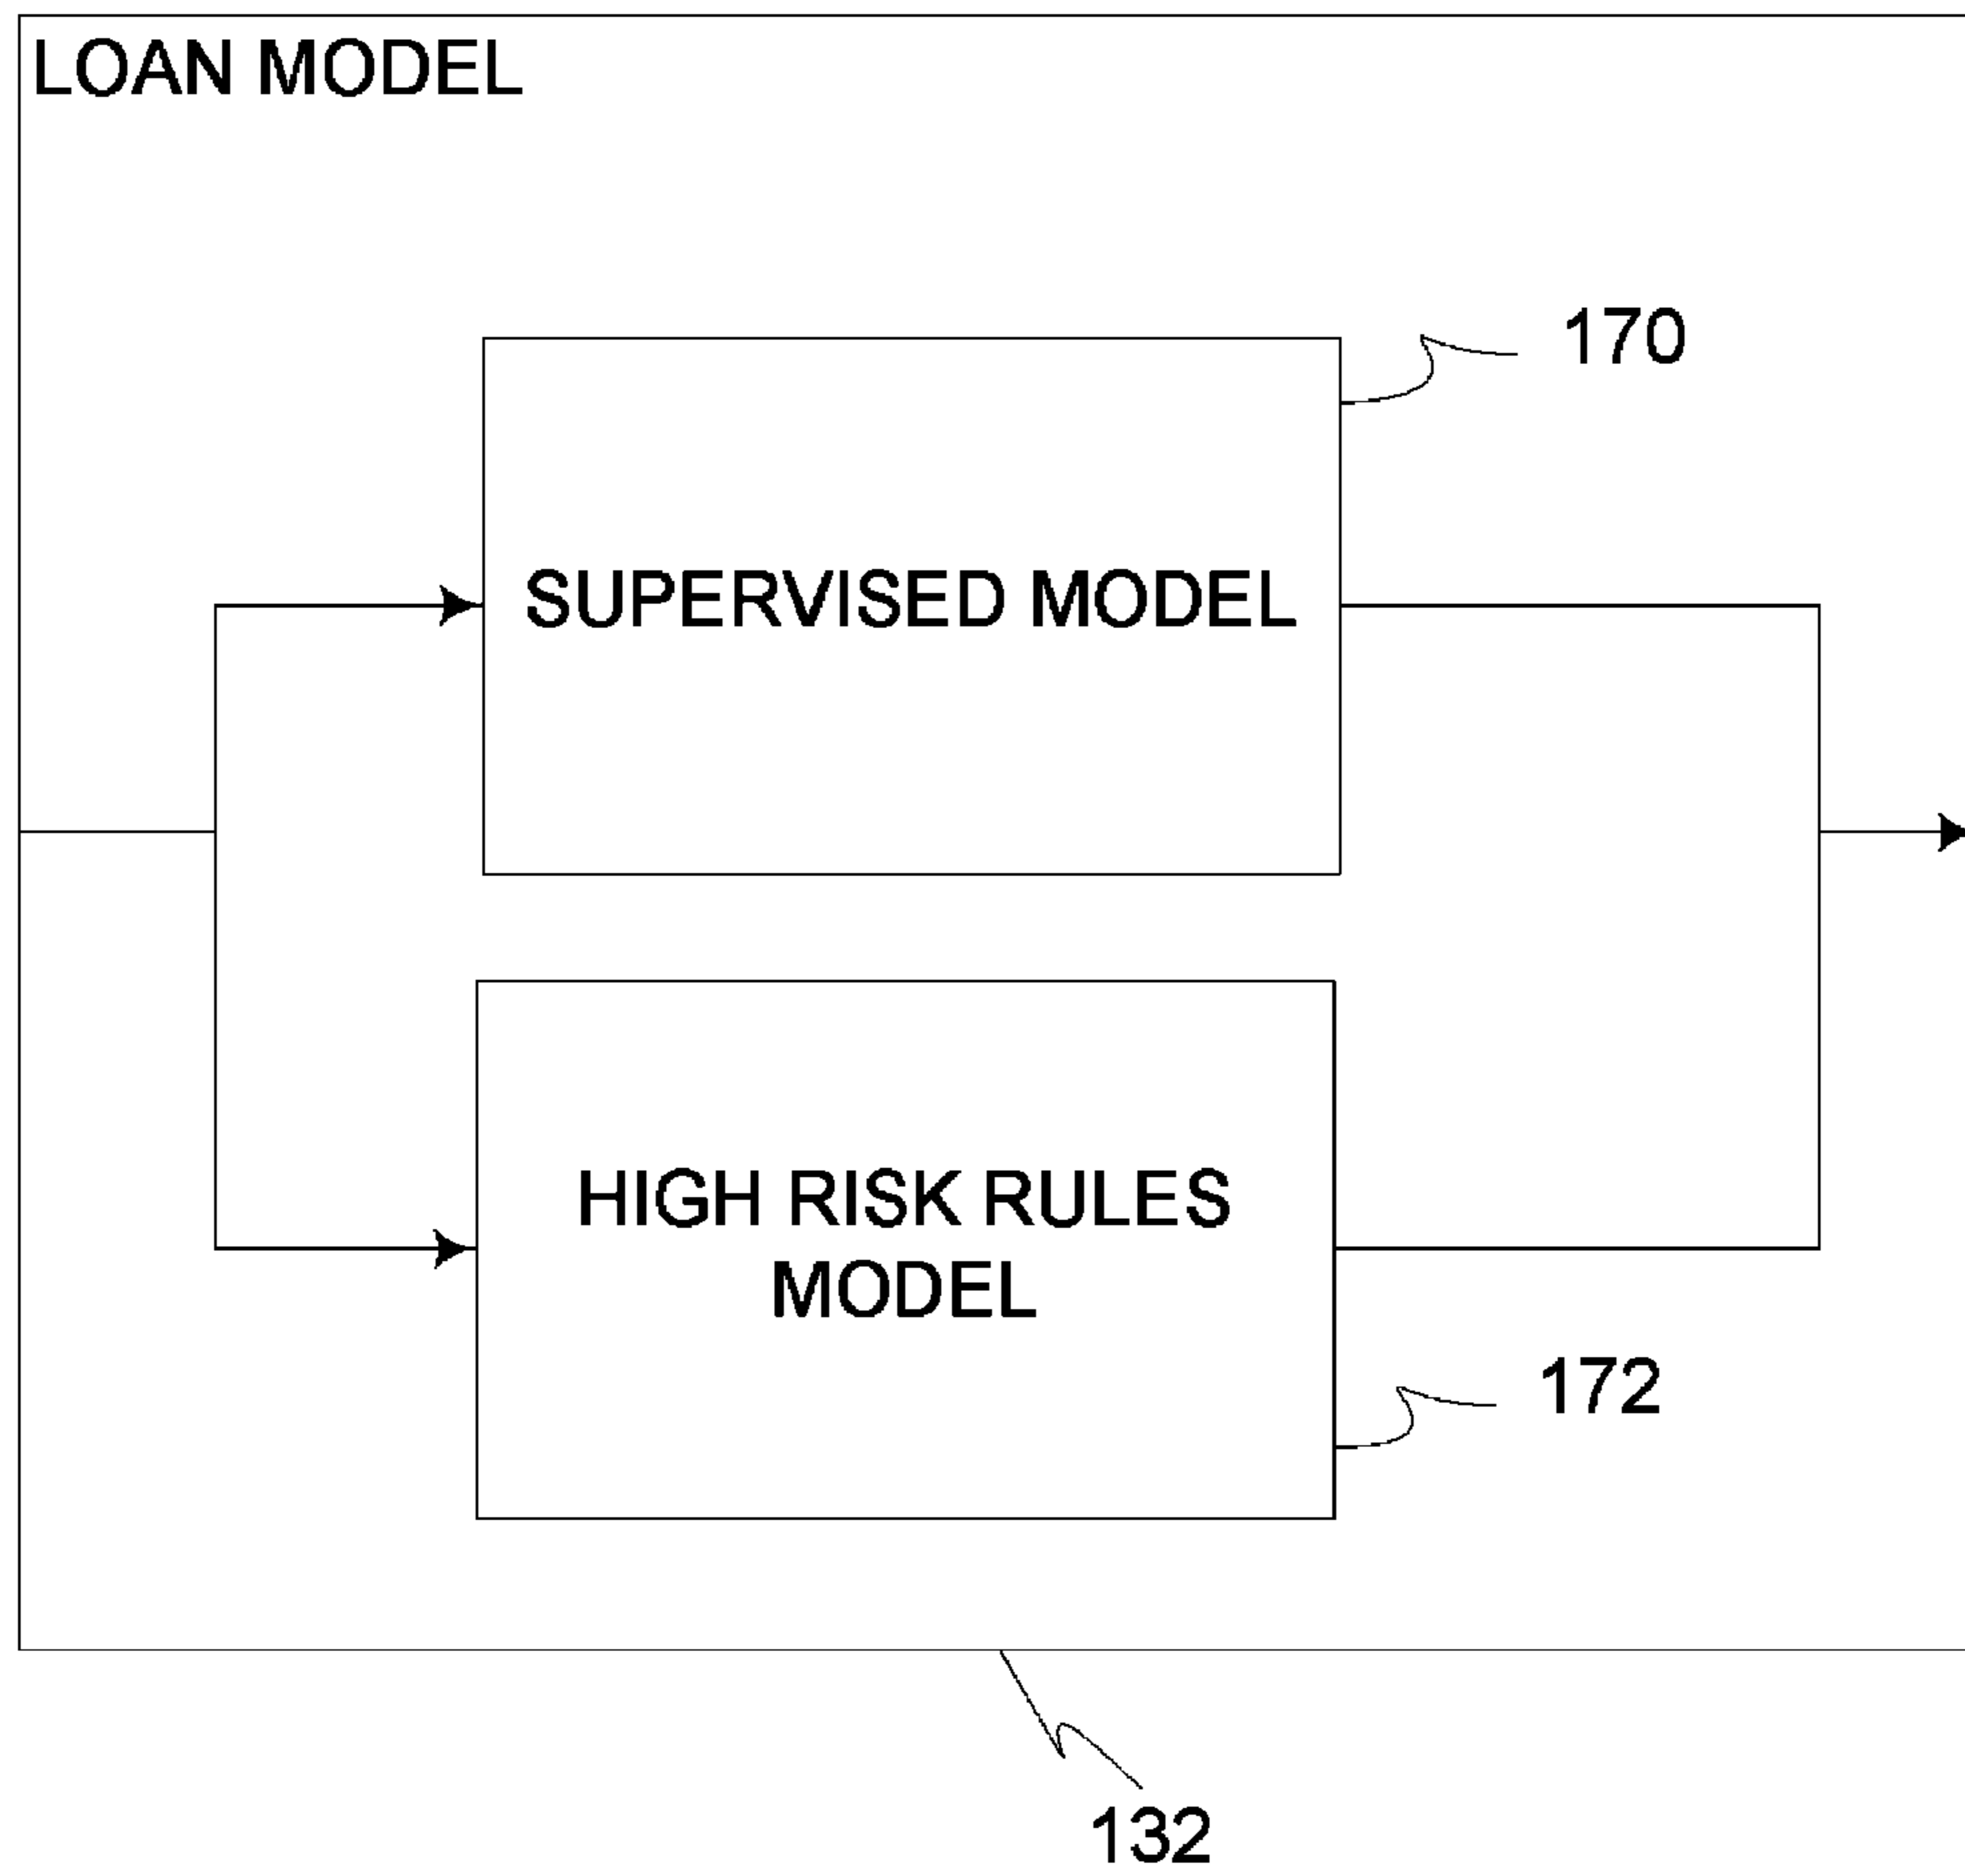 LOAN MODEL
170
SUPERVISED MODEL
HIGH RISK RULES
MODEL
172
132